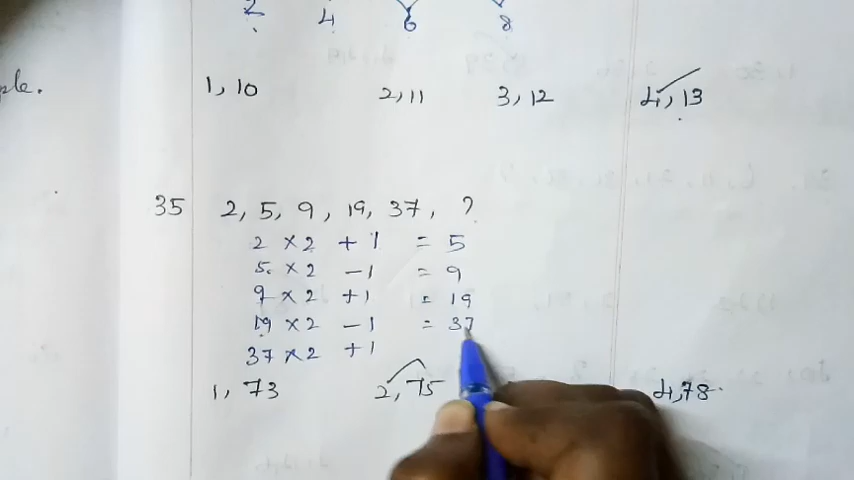 2 4 6 8
ple.
1, 10 2, 11 3, 12 4, 13
35 2, 5, 9, 19, 37, ?
2 × 2 + 1 = 5
5 × 2 - 1 = 9
9 × 2 + 1 = 19
19 × 2 - 1 = 37
37 × 2 + 1
1, 73 2, 75 4, 78